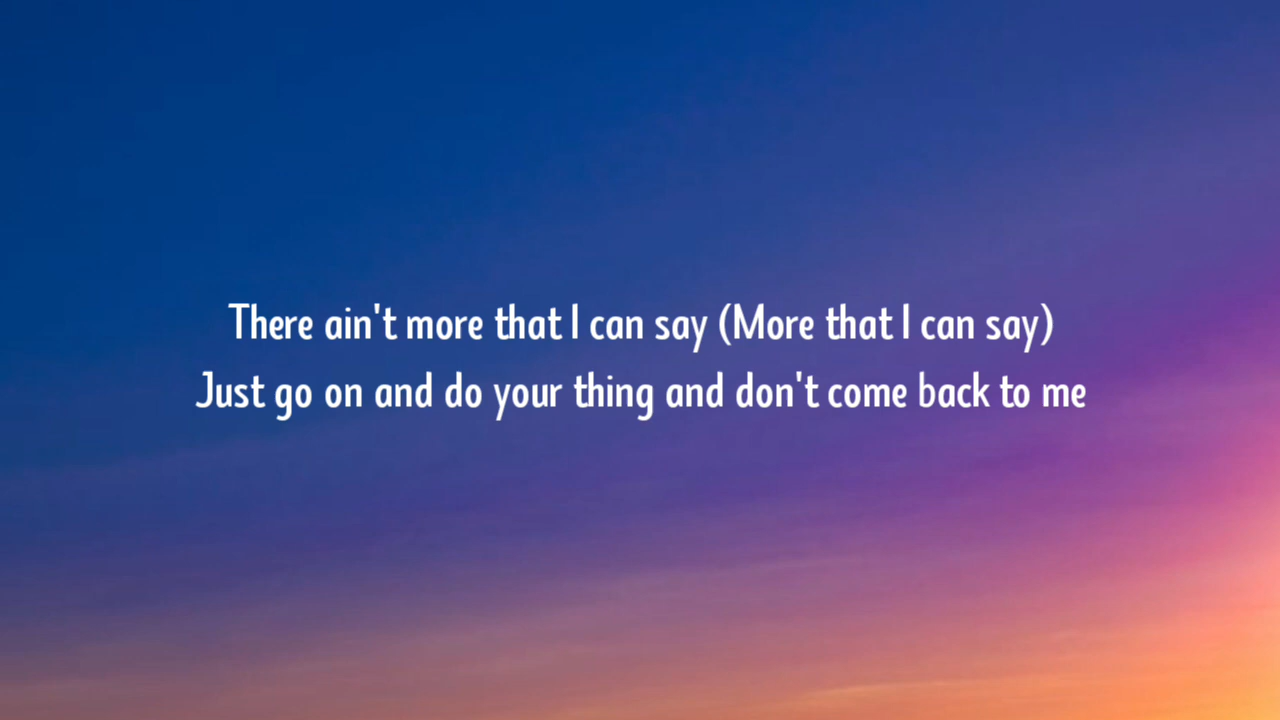 There ain't more that I can say (More that I can say)
Just go on and do your thing and don't come back to me